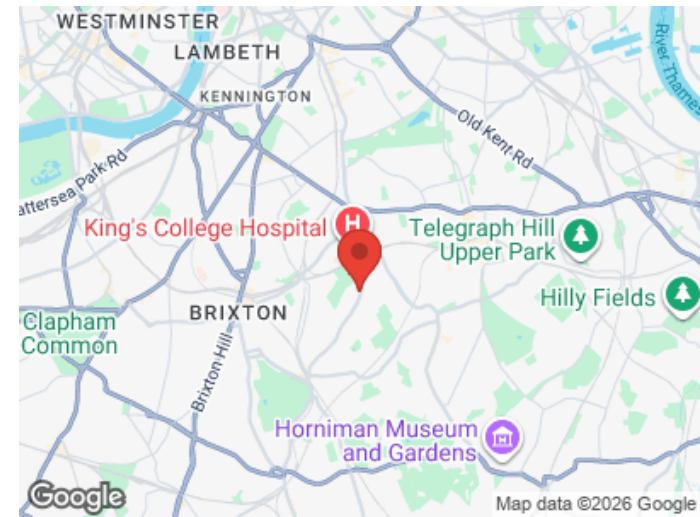 WESTMINSTER
LAMBETH
KENNINGTON
River Thames
Old Kent Rd
attersea Park Rd
King's College Hospital
H
Telegraph Hill
Upper Park
Hilly Fields
BRIXTON
Clapham
Common
Brixton Hill
Horniman Museum
and Gardens
Google
Map data ©2026 Google